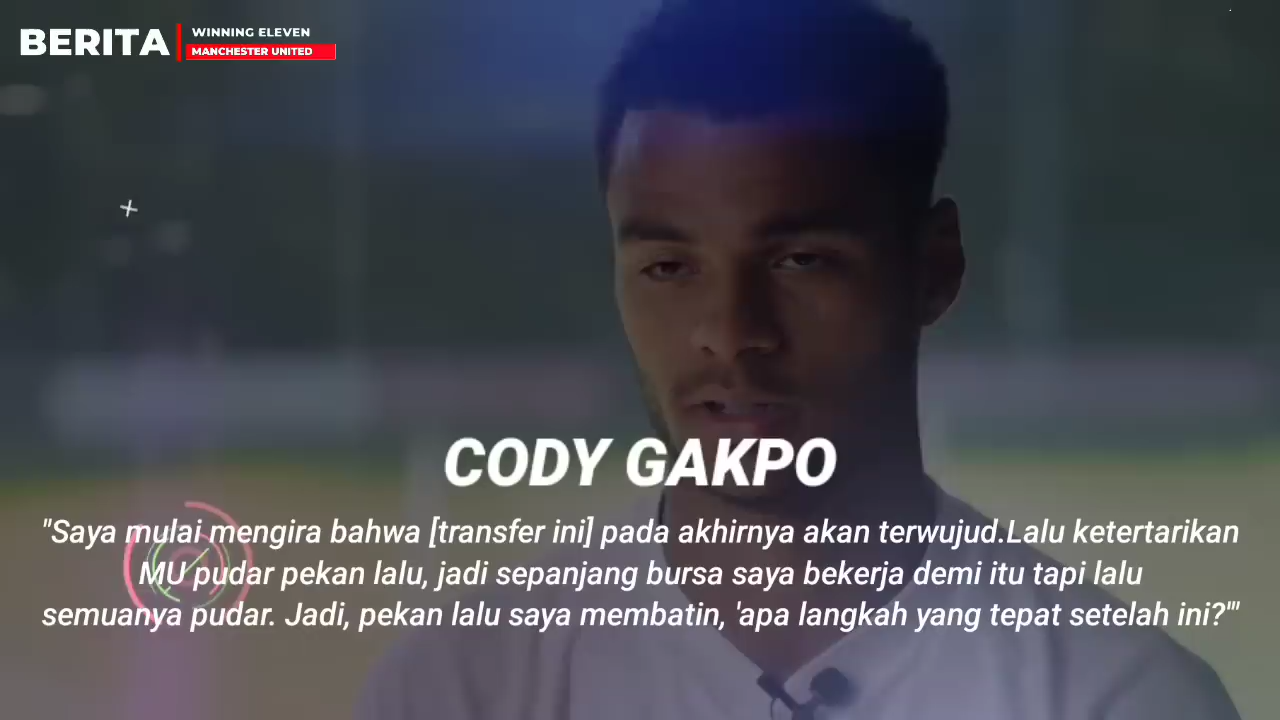 BERITA
WINNING ELEVEN
MANCHESTER UNITED
CODY GAKPO
"Saya mulai mengira bahwa [transfer ini] pada akhirnya akan terwujud.Lalu ketertarikan
MU pudar pekan lalu, jadi sepanjang bursa saya bekerja demi itu tapi lalu
semuanya pudar. Jadi, pekan lalu saya membatin, 'apa langkah yang tepat setelah ini?'"